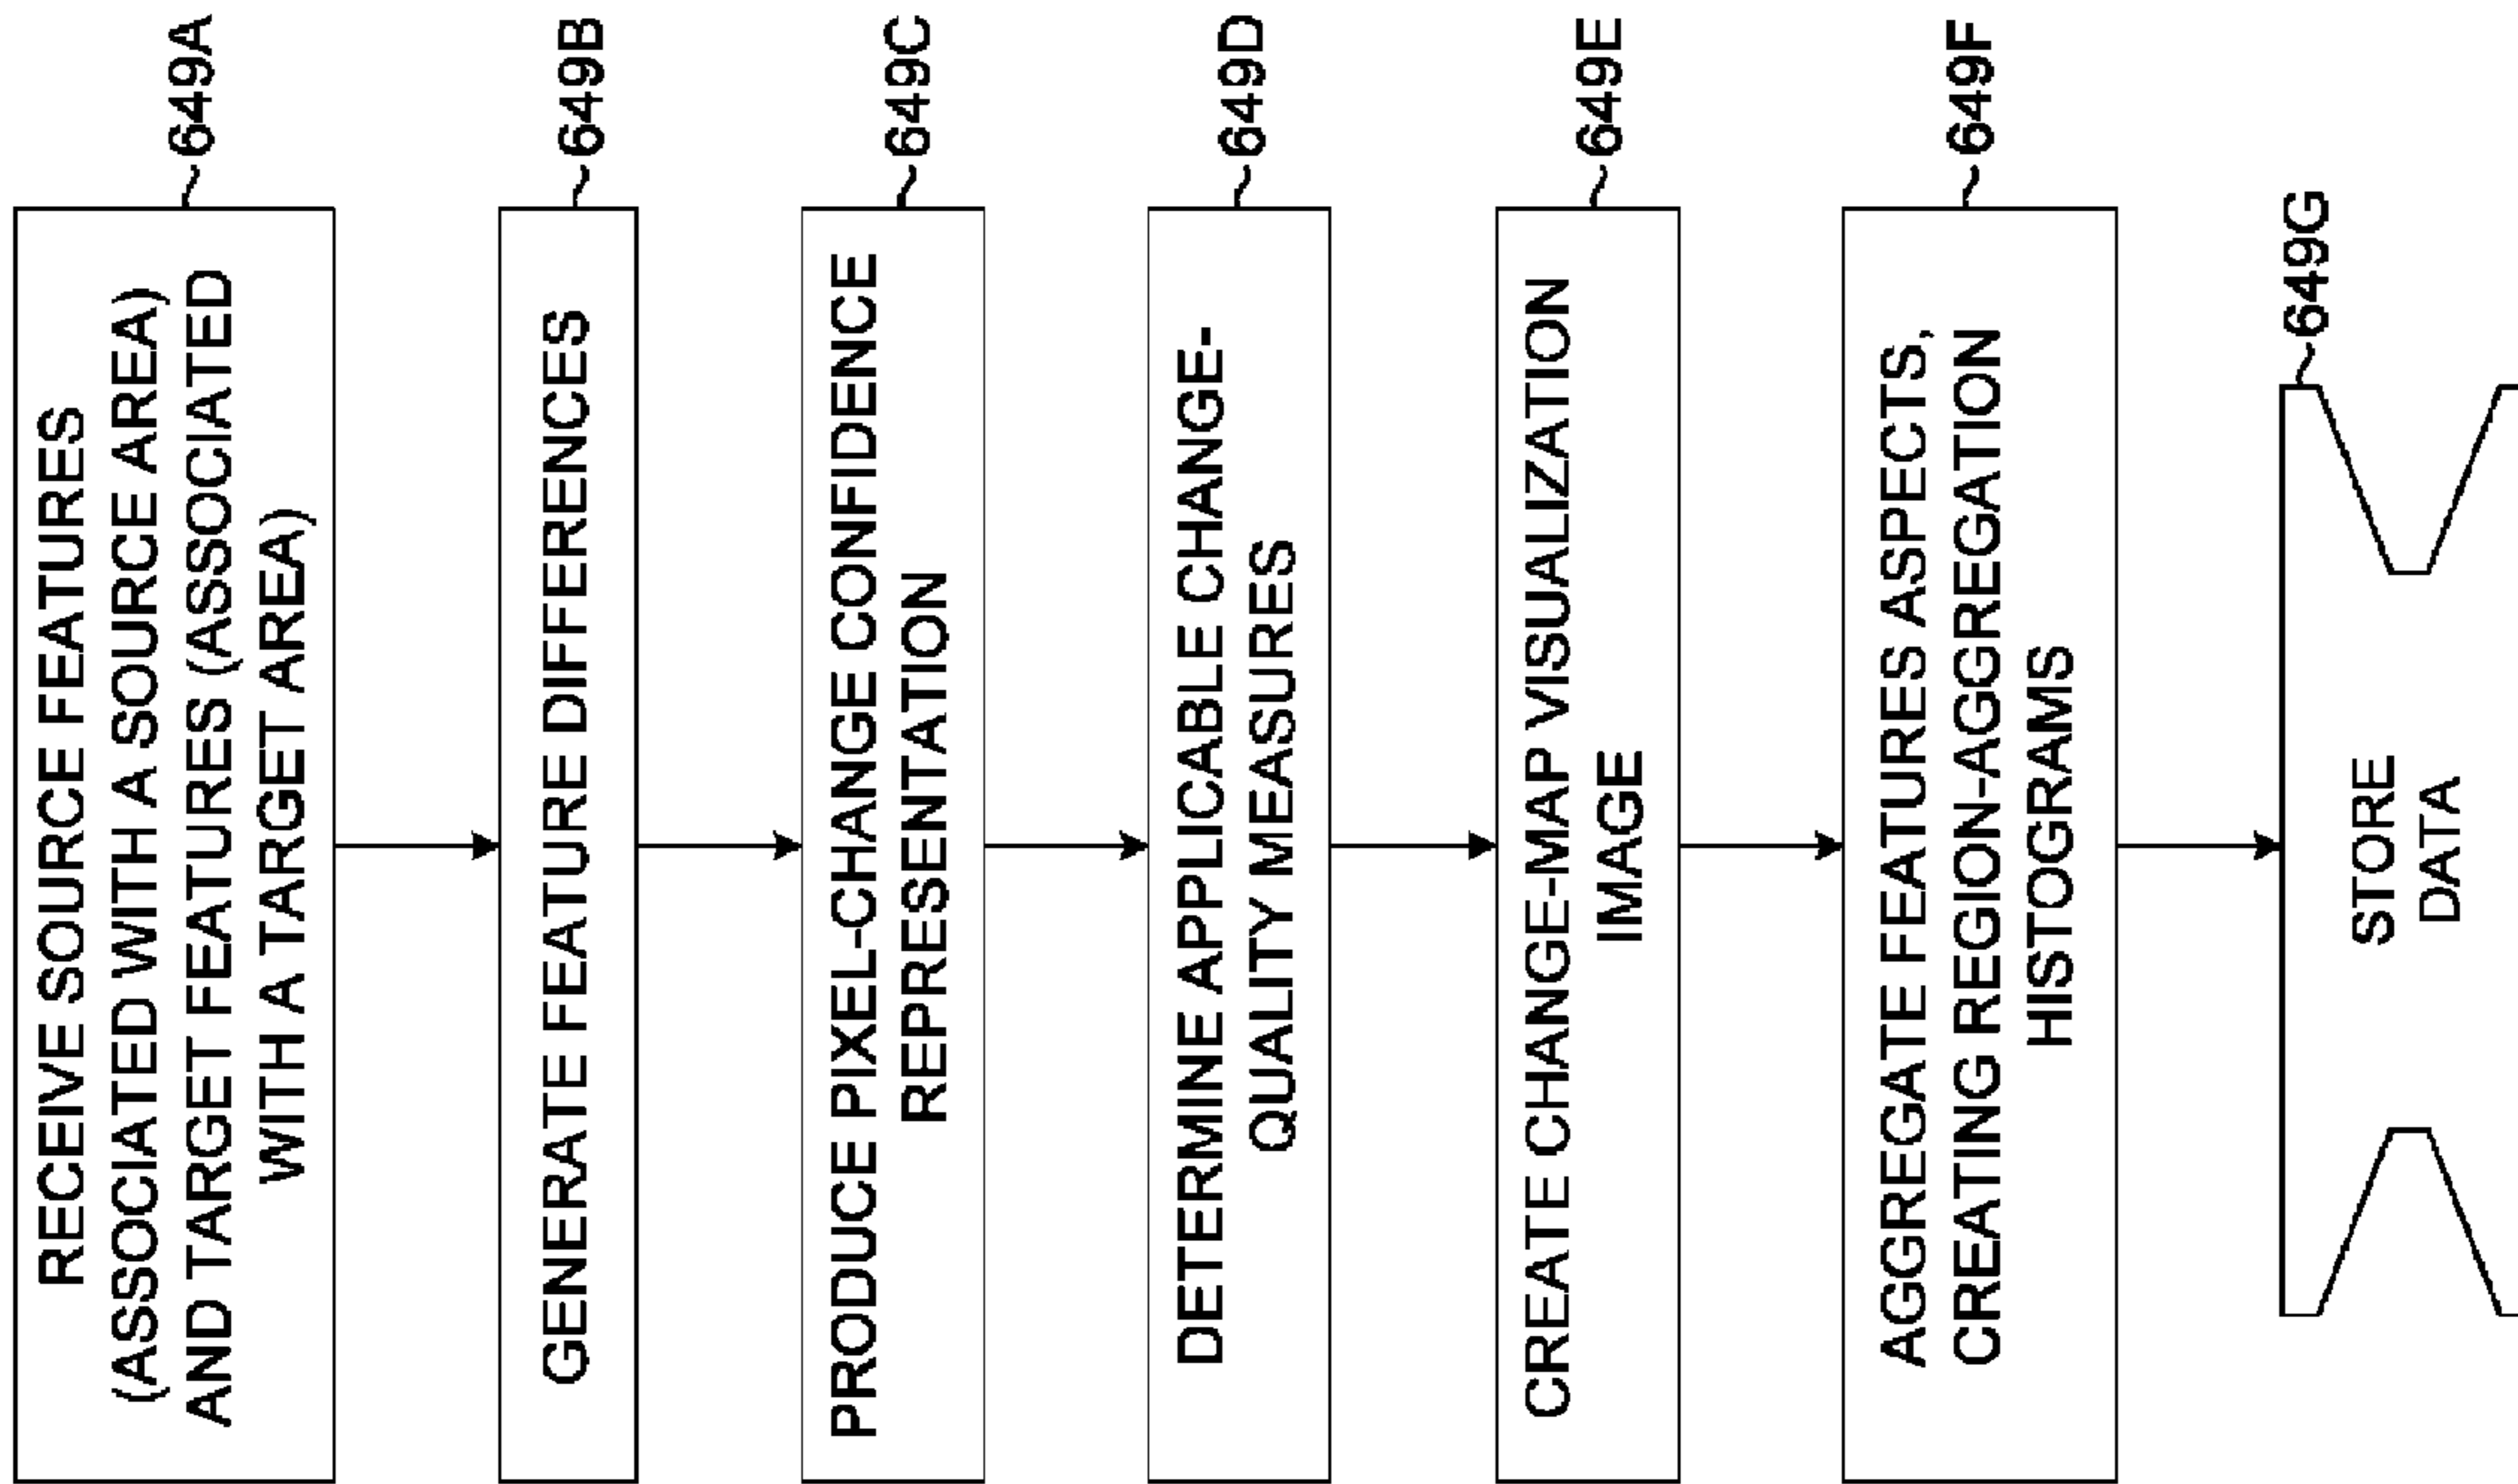 RECEIVE SOURCE FEATURES
(ASSOCIATED WITH A SOURCE AREA)
AND TARGET FEATURES (ASSOCIATED
WITH A TARGET AREA)
649A
GENERATE FEATURE DIFFERENCES
649B
PRODUCE PIXEL-CHANGE CONFIDENCE
REPRESENTATION
649C
DETERMINE APPLICABLE CHANGE-
QUALITY MEASURES
649D
CREATE CHANGE-MAP VISUALIZATION
IMAGE
649E
AGGREGATE FEATURES ASPECTS,
CREATING REGION-AGGREGATION
HISTOGRAMS
649F
STORE
DATA
649G